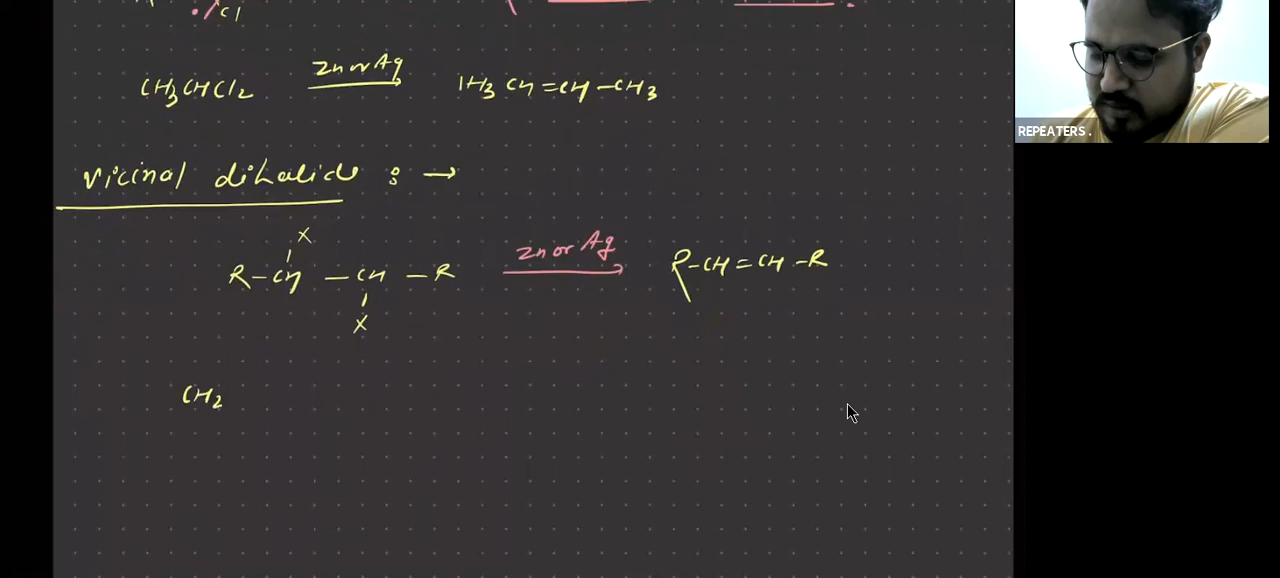 Cl
CH3CHCl2 Zn or Ag CH3 CH=CH-CH3
Vicinal dihalide : →
X
R-CH-CH-R Zn or Ag R-CH=CH-R
X
CH2
REPEATERS .